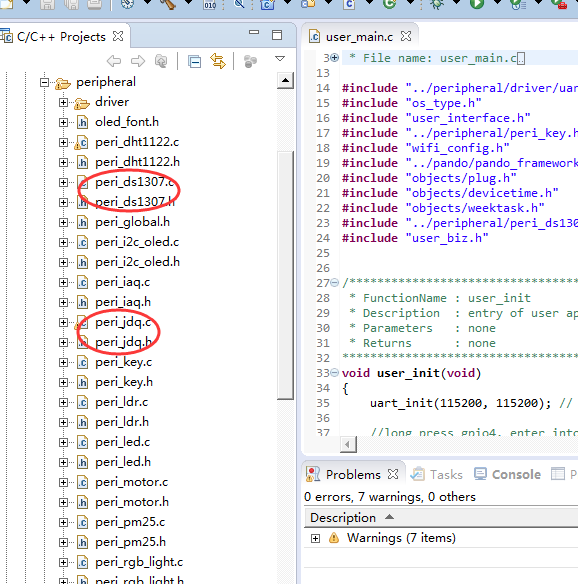 010
C/C++ Projects
peripheral
driver
oled_font.h
peri_dht1122.c
peri_dht1122.h
peri_ds1307.c
peri_ds1307.h
peri_global.h
peri_i2c_oled.c
peri_i2c_oled.h
peri_iaq.c
peri_iaq.h
peri_jdq.c
peri_jdq.h
peri_key.c
peri_key.h
peri_ldr.c
peri_ldr.h
peri_led.c
peri_led.h
peri_motor.c
peri_motor.h
peri_pm25.c
peri_pm25.h
peri_rgb_light.c
peri_rgb_light.h
user_main.c
3 * File name: user_main.c
13
14 #include "../peripheral/driver/uar
15 #include "os_type.h"
16 #include "user_interface.h"
17 #include "../peripheral/peri_key.h
18 #include "wifi_config.h"
19 #include "../pando/pando_framework
20 #include "objects/plug.h"
21 #include "objects/devicetime.h"
22 #include "objects/weektask.h"
23 #include "../peripheral/peri_ds130
24 #include "user_biz.h"
25
26
27 /*********************************
28 * FunctionName : user_init
29 * Description : entry of user ap
30 * Parameters : none
31 * Returns : none
32 **********************************
33 void user_init(void)
34 {
35 uart_init(115200, 115200); //
36
37 //long press gpio4, enter into
Problems
Tasks
Console
P
0 errors, 7 warnings, 0 others
Description
Warnings (7 items)